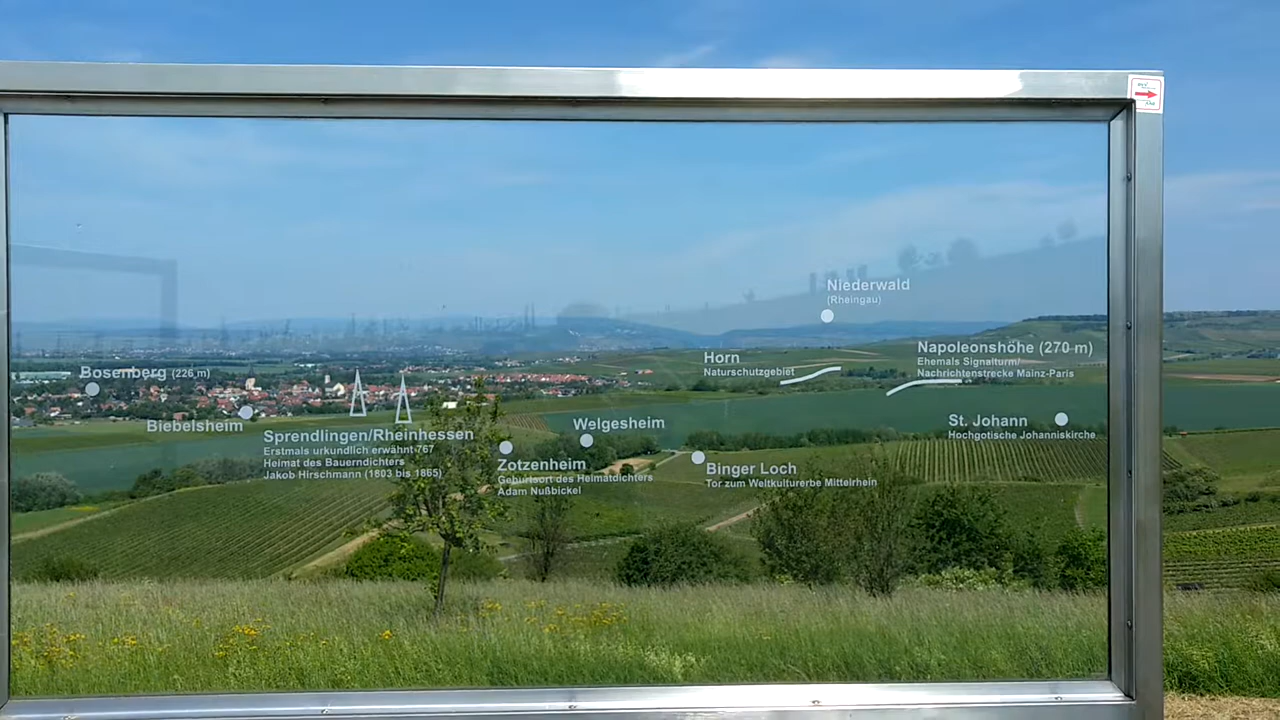 Niederwald
(Rheingau)
Napoleonshöhe (270 m)
Ehemals Signalturm/
Nachrichtenstrecke Mainz-Paris
Horn
Naturschutzgebiet
Bosenberg (226 m)
Biebelsheim
Sprendlingen/Rheinhessen
Erstmals urkundlich erwähnt 767
Heimat des Bauerndichters
Jakob Hirschmann (1803 bis 1865)
Welgesheim
Zotzenheim
Geburtsort des Heimatdichters
Adam Nußbickel
Binger Loch
Tor zum Weltkulturerbe Mittelrhein
St. Johann
Hochgotische Johanniskirche